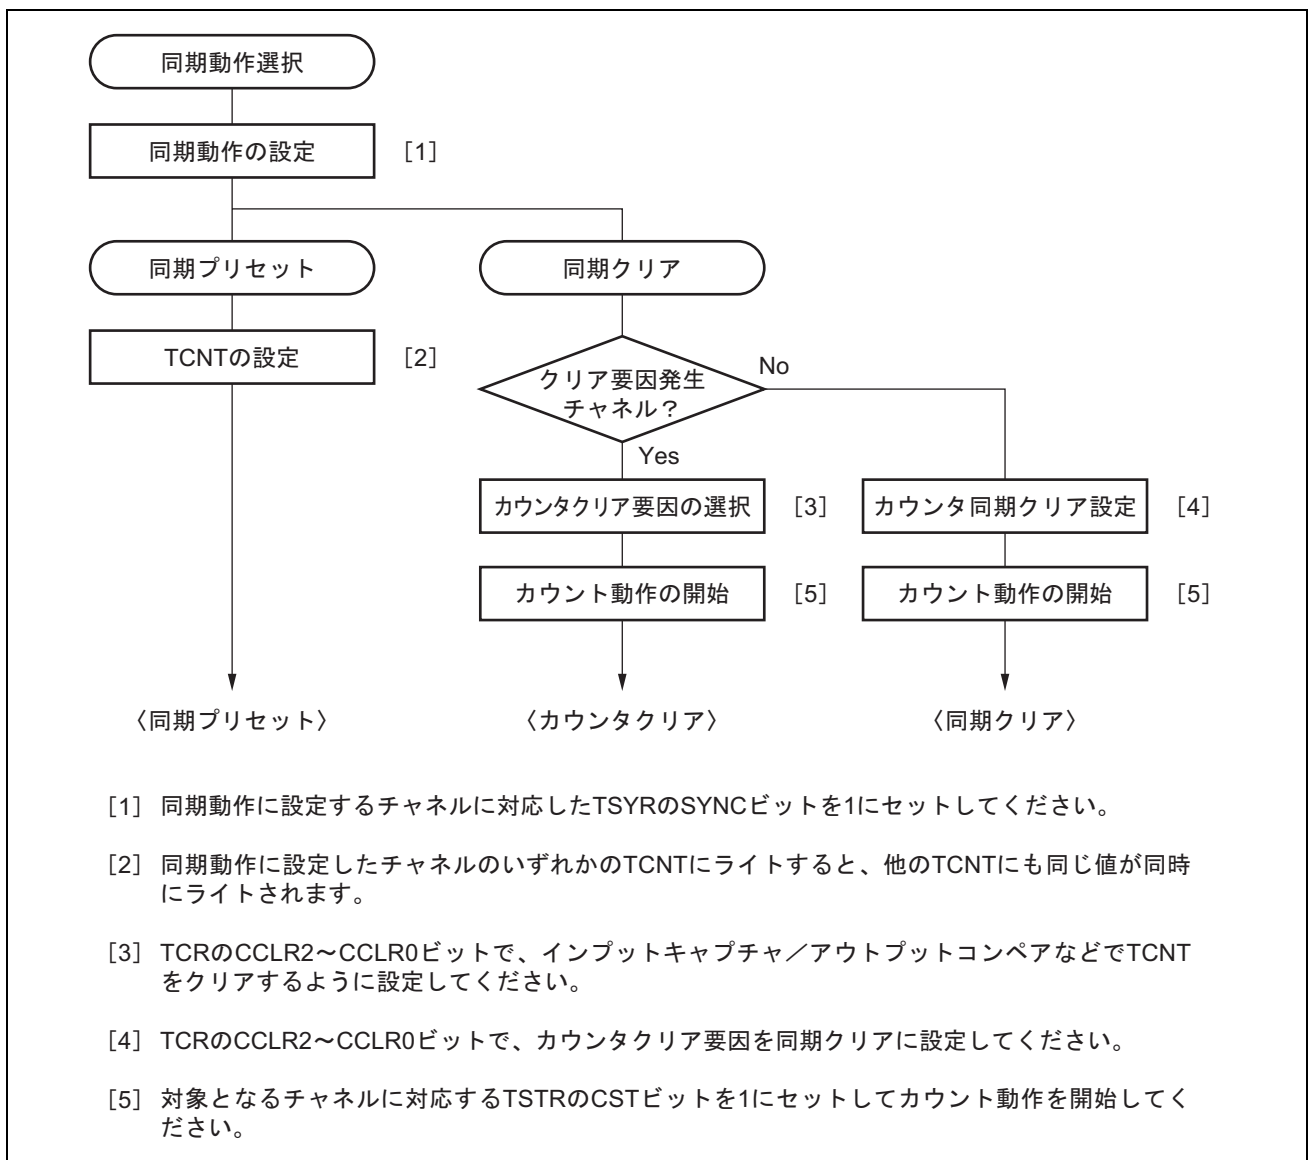 同期動作選択
同期動作の設定 [1]
同期プリセット 同期クリア
TCNTの設定 [2]
クリア要因発生
チャネル？
No
Yes
カウンタクリア要因の選択 [3] カウンタ同期クリア設定 [4]
カウント動作の開始 [5] カウント動作の開始 [5]
〈同期プリセット〉 〈カウンタクリア〉 〈同期クリア〉
[1] 同期動作に設定するチャネルに対応したTSYRのSYNCビットを1にセットしてください。
[2] 同期動作に設定したチャネルのいずれかのTCNTにライトすると、他のTCNTにも同じ値が同時
にライトされます。
[3] TCRのCCLR2～CCLR0ビットで、インプットキャプチャ／アウトプットコンペアなどでTCNT
をクリアするように設定してください。
[4] TCRのCCLR2～CCLR0ビットで、カウンタクリア要因を同期クリアに設定してください。
[5] 対象となるチャネルに対応するTSTRのCSTビットを1にセットしてカウント動作を開始してく
ださい。